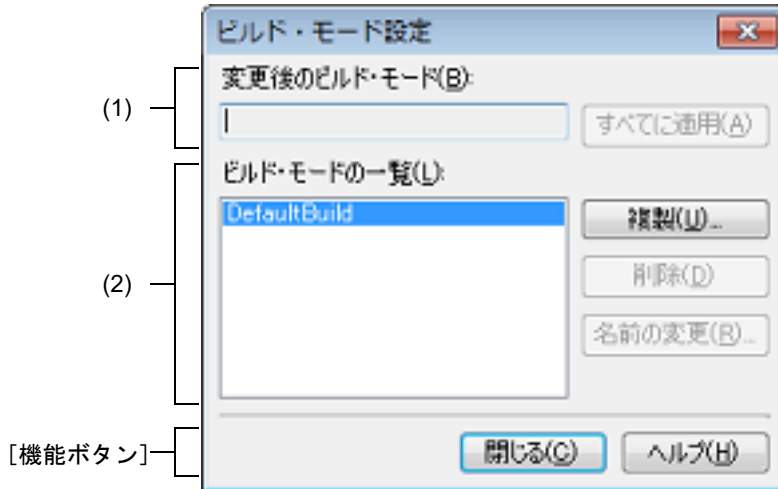 ビルド・モード設定
変更後のビルド・モード(B):
(1)
すべてに適用(A)
ビルド・モードの一覧(L):
DefaultBuild
複製(U)...
(2)
削除(D)
名前の変更(R)...
[機能ボタン]
閉じる(C)
ヘルプ(H)